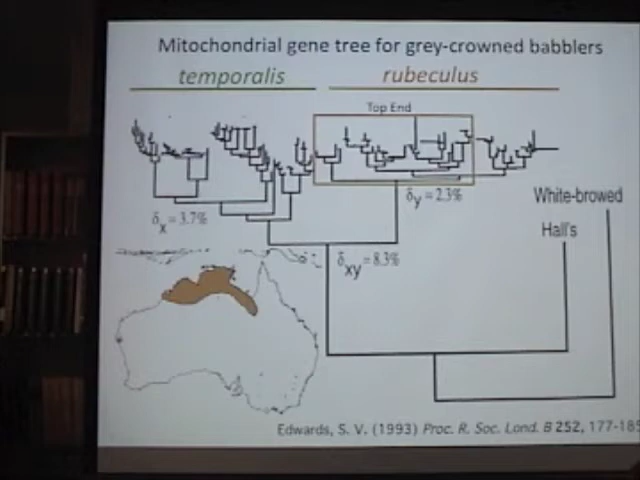 Mitochondrial gene tree for grey-crowned babblers
temporalis
rubeculus
Top End
White-browed
δy = 2.3%
δx = 3.7%
Hall's
δxy = 8.3%
Edwards, S. V. (1993) Proc. R. Soc. Lond. B 252, 177-185